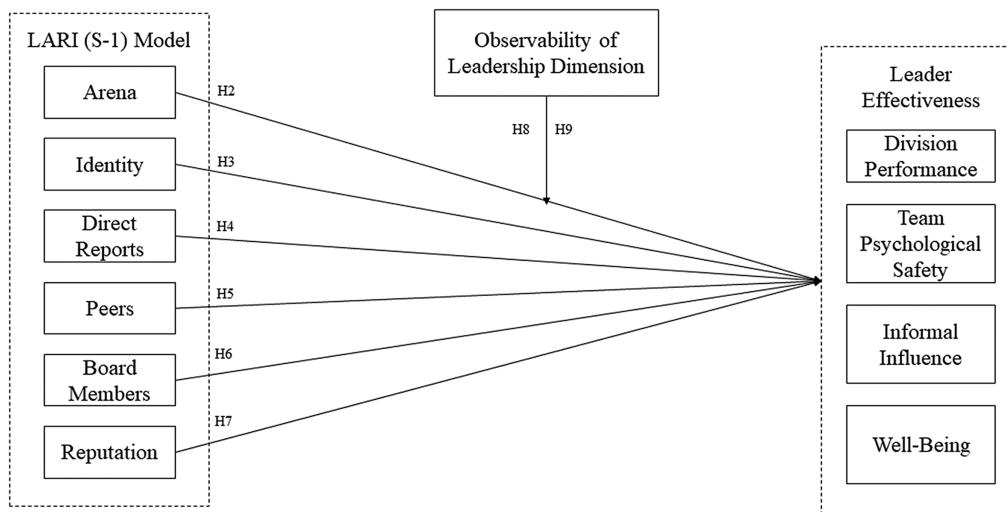 LARI (S-1) Model
Arena
Identity
Direct
Reports
Peers
Board
Members
Reputation
H2
H3
H4
H5
H6
H7
Observability of
Leadership Dimension
H8 H9
Leader
Effectiveness
Division
Performance
Team
Psychological
Safety
Informal
Influence
Well-Being